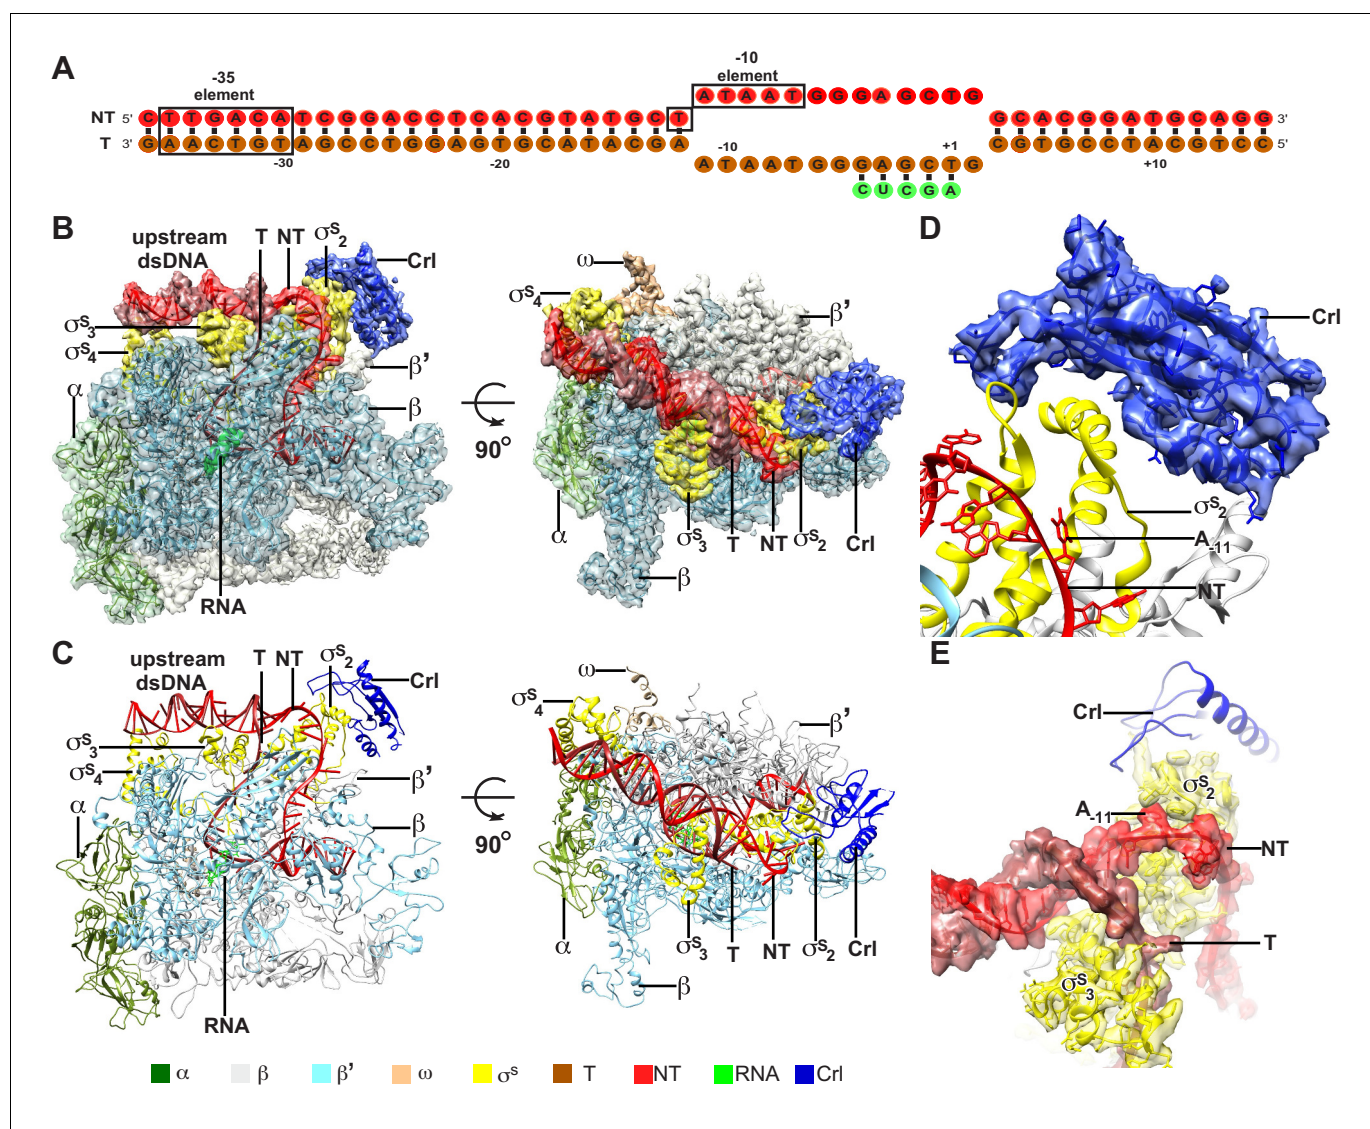 A
-35
element
-10
element
A T A A T G G G A G C T G
NT 5' C T T G A C A T C G G A C C T C A C G T A T G C T G C A C G G A T G C A G G 3'
T 3' G A A C T G T A G C C T G G A G T G C A T A C G A C G T G C C T A C G T C C 5'
-30 -20 -10 +1 +10
A T A A T G G G A G C T G
C U C G A
B
upstream
dsDNA
T NT σS2
Crl
σS3
σS4
α
β'
β
RNA
90°
ω
σS4
β'
α
σS3 T NT σS2 Crl
β
D
Crl
σS2
A-11
NT
C
upstream
dsDNA
T NT σS2
Crl
σS3
σS4
α
β'
β
RNA
90°
ω
σS4
β'
α
σS3 T NT σS2 Crl
β
E
Crl
σS2
A-11
NT
T
σS3
α β β' ω σS T NT RNA Crl